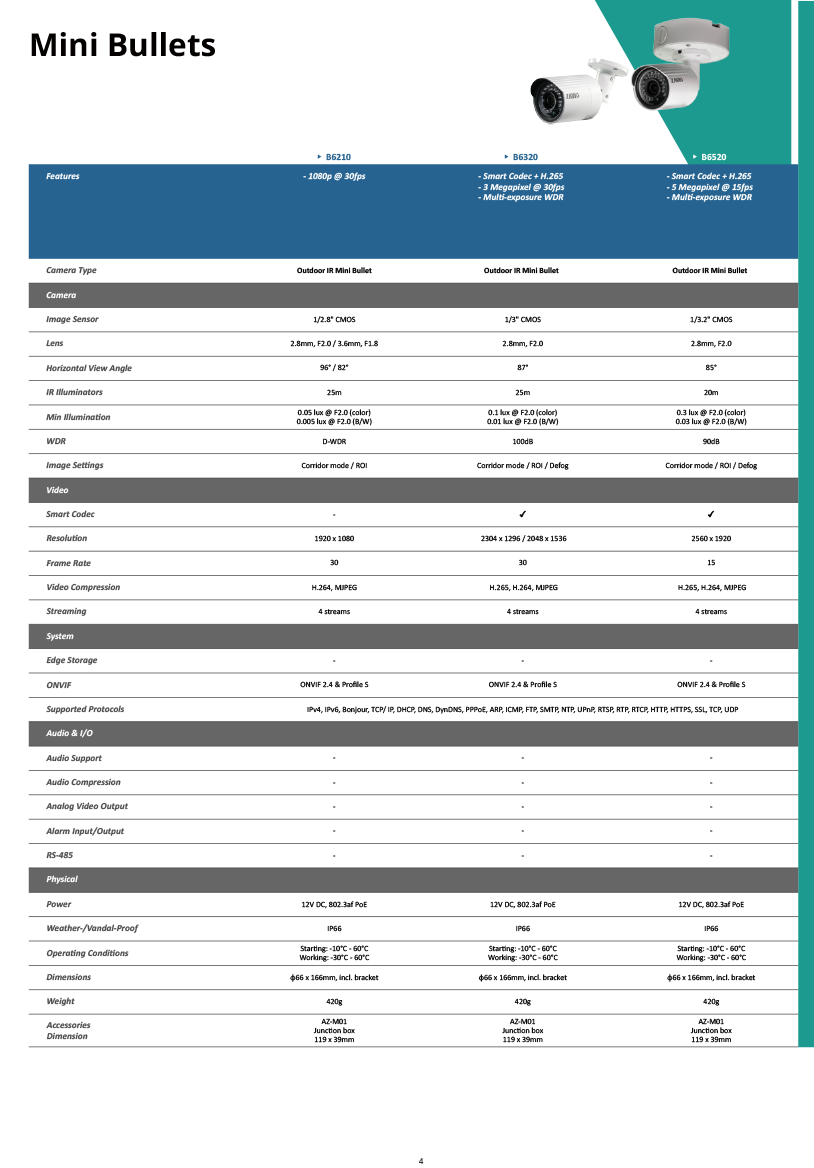 Mini Bullets
▸ B6210 ▸ B6320 ▸ B6520
Features - 1080p @ 30fps - Smart Codec + H.265 - Smart Codec + H.265
- 3 Megapixel @ 30fps - 5 Megapixel @ 15fps
- Multi-exposure WDR - Multi-exposure WDR
Camera Type Outdoor IR Mini Bullet Outdoor IR Mini Bullet Outdoor IR Mini Bullet
Camera
Image Sensor 1/2.8" CMOS 1/3" CMOS 1/3.2" CMOS
Lens 2.8mm, F2.0 / 3.6mm, F1.8 2.8mm, F2.0 2.8mm, F2.0
Horizontal View Angle 96° / 82° 87° 85°
IR Illuminators 25m 25m 20m
Min Illumination 0.05 lux @ F2.0 (color) 0.1 lux @ F2.0 (color) 0.3 lux @ F2.0 (color)
0.005 lux @ F2.0 (B/W) 0.01 lux @ F2.0 (B/W) 0.03 lux @ F2.0 (B/W)
WDR D-WDR 100dB 90dB
Image Settings Corridor mode / ROI Corridor mode / ROI / Defog Corridor mode / ROI / Defog
Video
Smart Codec - ✔ ✔
Resolution 1920 x 1080 2304 x 1296 / 2048 x 1536 2560 x 1920
Frame Rate 30 30 15
Video Compression H.264, MJPEG H.265, H.264, MJPEG H.265, H.264, MJPEG
Streaming 4 streams 4 streams 4 streams
System
Edge Storage - - -
ONVIF ONVIF 2.4 & Profile S ONVIF 2.4 & Profile S ONVIF 2.4 & Profile S
Supported Protocols IPv4, IPv6, Bonjour, TCP/ IP, DHCP, DNS, DynDNS, PPPoE, ARP, ICMP, FTP, SMTP, NTP, UPnP, RTSP, RTP, RTCP, HTTP, HTTPS, SSL, TCP, UDP
Audio & I/O
Audio Support - - -
Audio Compression - - -
Analog Video Output - - -
Alarm Input/Output - - -
RS-485 - - -
Physical
Power 12V DC, 802.3af PoE 12V DC, 802.3af PoE 12V DC, 802.3af PoE
Weather-/Vandal-Proof IP66 IP66 IP66
Operating Conditions Starting: -10°C - 60°C Starting: -10°C - 60°C Starting: -10°C - 60°C
Working: -30°C - 60°C Working: -30°C - 60°C Working: -30°C - 60°C
Dimensions ϕ66 x 166mm, incl. bracket ϕ66 x 166mm, incl. bracket ϕ66 x 166mm, incl. bracket
Weight 420g 420g 420g
Accessories AZ-M01 AZ-M01 AZ-M01
Dimension Junction box Junction box Junction box
119 x 39mm 119 x 39mm 119 x 39mm
4